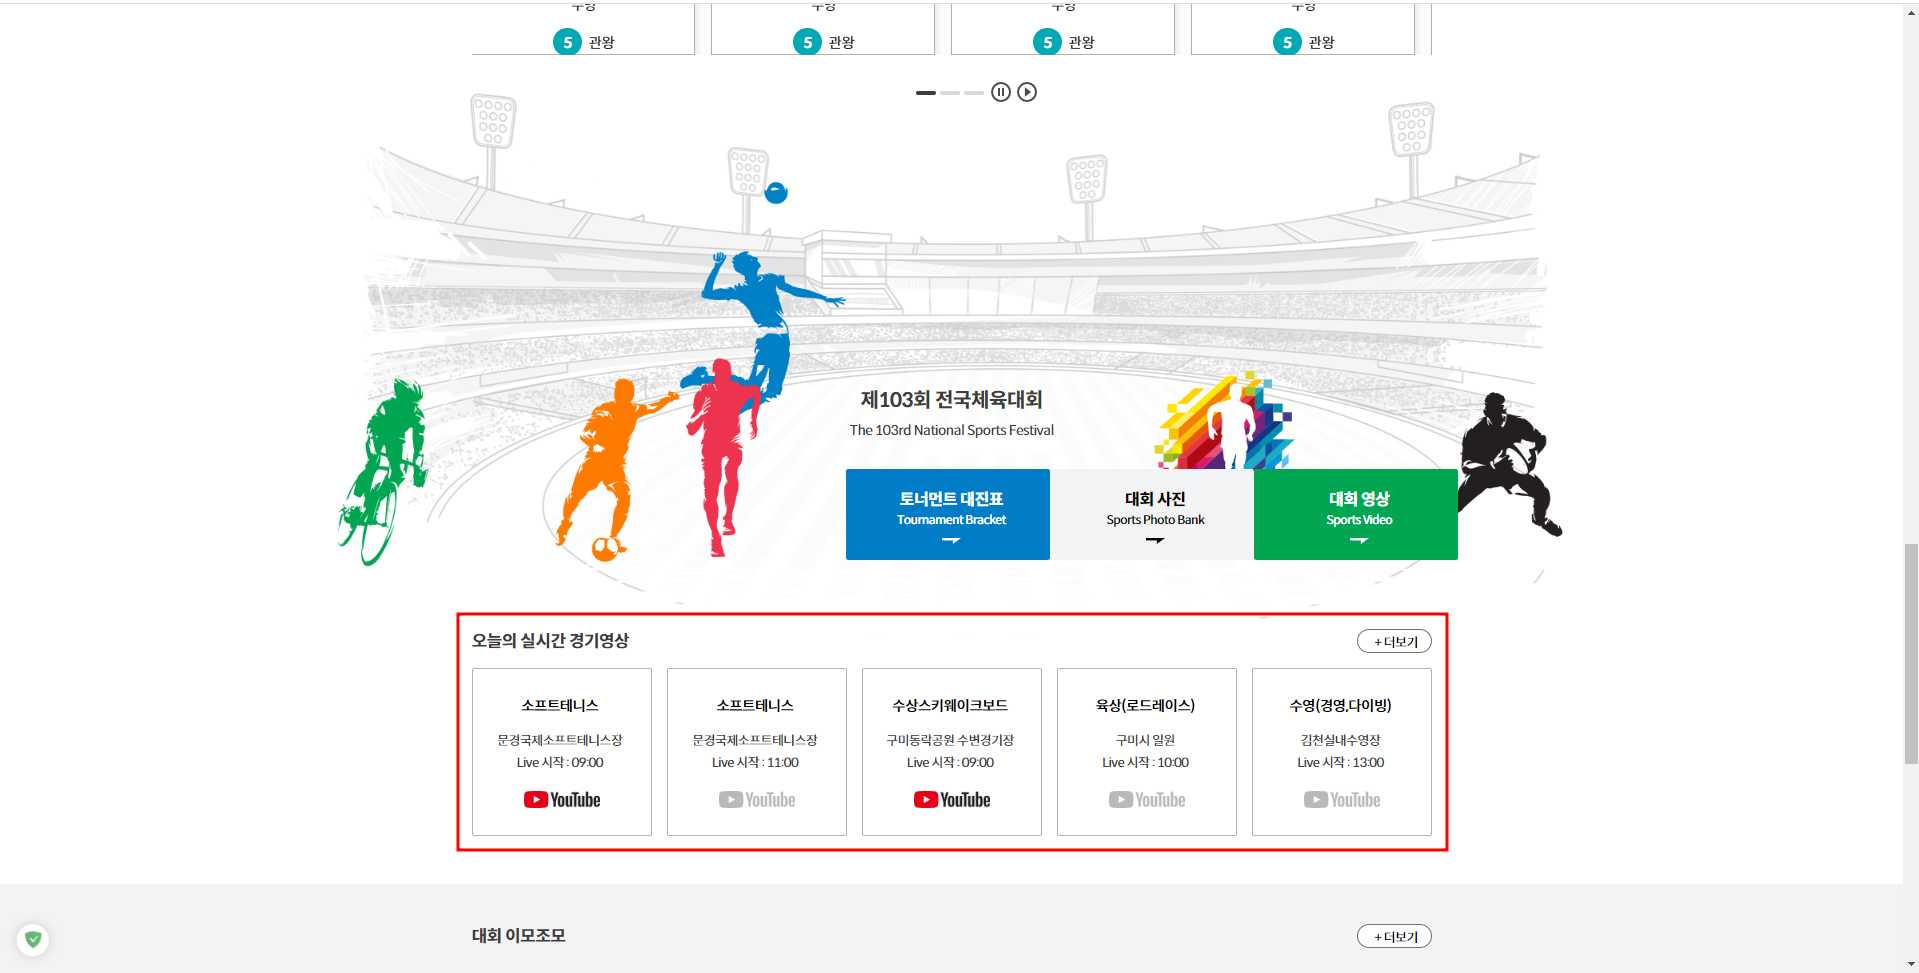 5 관왕
5 관왕
5 관왕
5 관왕
제103회 전국체육대회
The 103rd National Sports Festival
토너먼트 대진표
Tournament Bracket
대회 사진
Sports Photo Bank
대회 영상
Sports Video
오늘의 실시간 경기영상
+ 더보기
소프트테니스
문경국제소프트테니스장
Live 시작 : 09:00
YouTube
소프트테니스
문경국제소프트테니스장
Live 시작 : 11:00
YouTube
수상스키웨이크보드
구미동락공원 수변경기장
Live 시작 : 09:00
YouTube
육상(로드레이스)
구미시 일원
Live 시작 : 10:00
YouTube
수영(경영,다이빙)
김천실내수영장
Live 시작 : 13:00
YouTube
대회 이모조모
+ 더보기